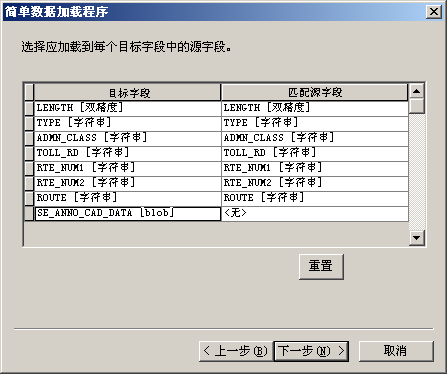 简单数据加载程序
选择应加载到每个目标字段中的源字段。
目标字段 匹配源字段
LENGTH [双精度] LENGTH [双精度]
TYPE [字符串] TYPE [字符串]
ADMN_CLASS [字符串] ADMN_CLASS [字符串]
TOLL_RD [字符串] TOLL_RD [字符串]
RTE_NUM1 [字符串] RTE_NUM1 [字符串]
RTE_NUM2 [字符串] RTE_NUM2 [字符串]
ROUTE [字符串] ROUTE [字符串]
SE_ANNO_CAD_DATA [blob] <无>
重置
< 上一步(B) 下一步(N) > 取消